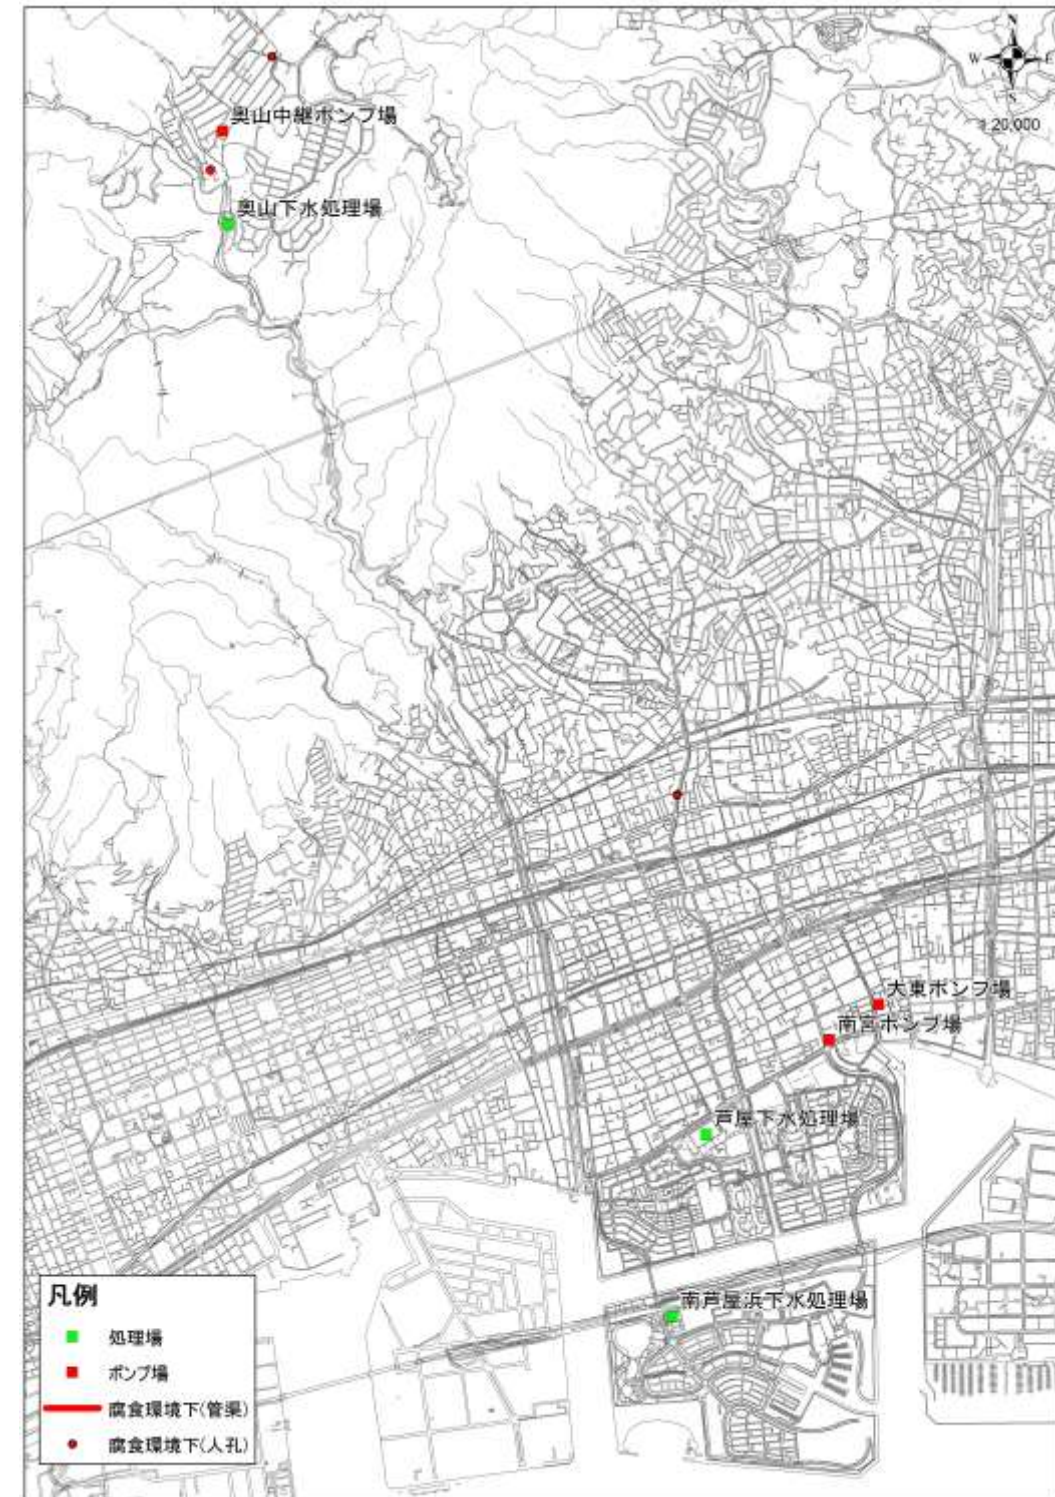 N
W E
S
1:20,000
奥山中継ポンプ場
奥山下水処理場
大東ポンプ場
南宮ポンプ場
芦屋下水処理場
南芦屋浜下水処理場
凡例
処理場
ポンプ場
腐食環境下(管渠)
腐食環境下(人孔)